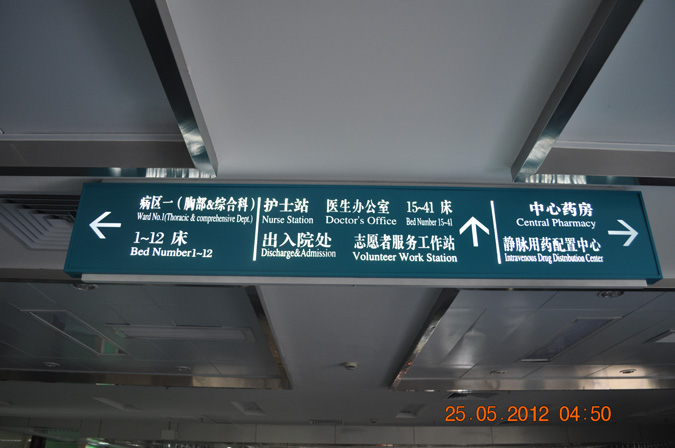 病区一（胸部&综合科）
Ward No.1(Thoracic & comprehensive Dept.)
1~12 床
Bed Number1~12
护士站 医生办公室 15~41 床
Nurse Station Doctor's Office Bed Number 15~41
出入院处 志愿者服务工作站
Discharge&Admission Volunteer Work Station
中心药房
Central Pharmacy
静脉用药配置中心
Intravenous Drug Distribution Center
25.05.2012 04:50